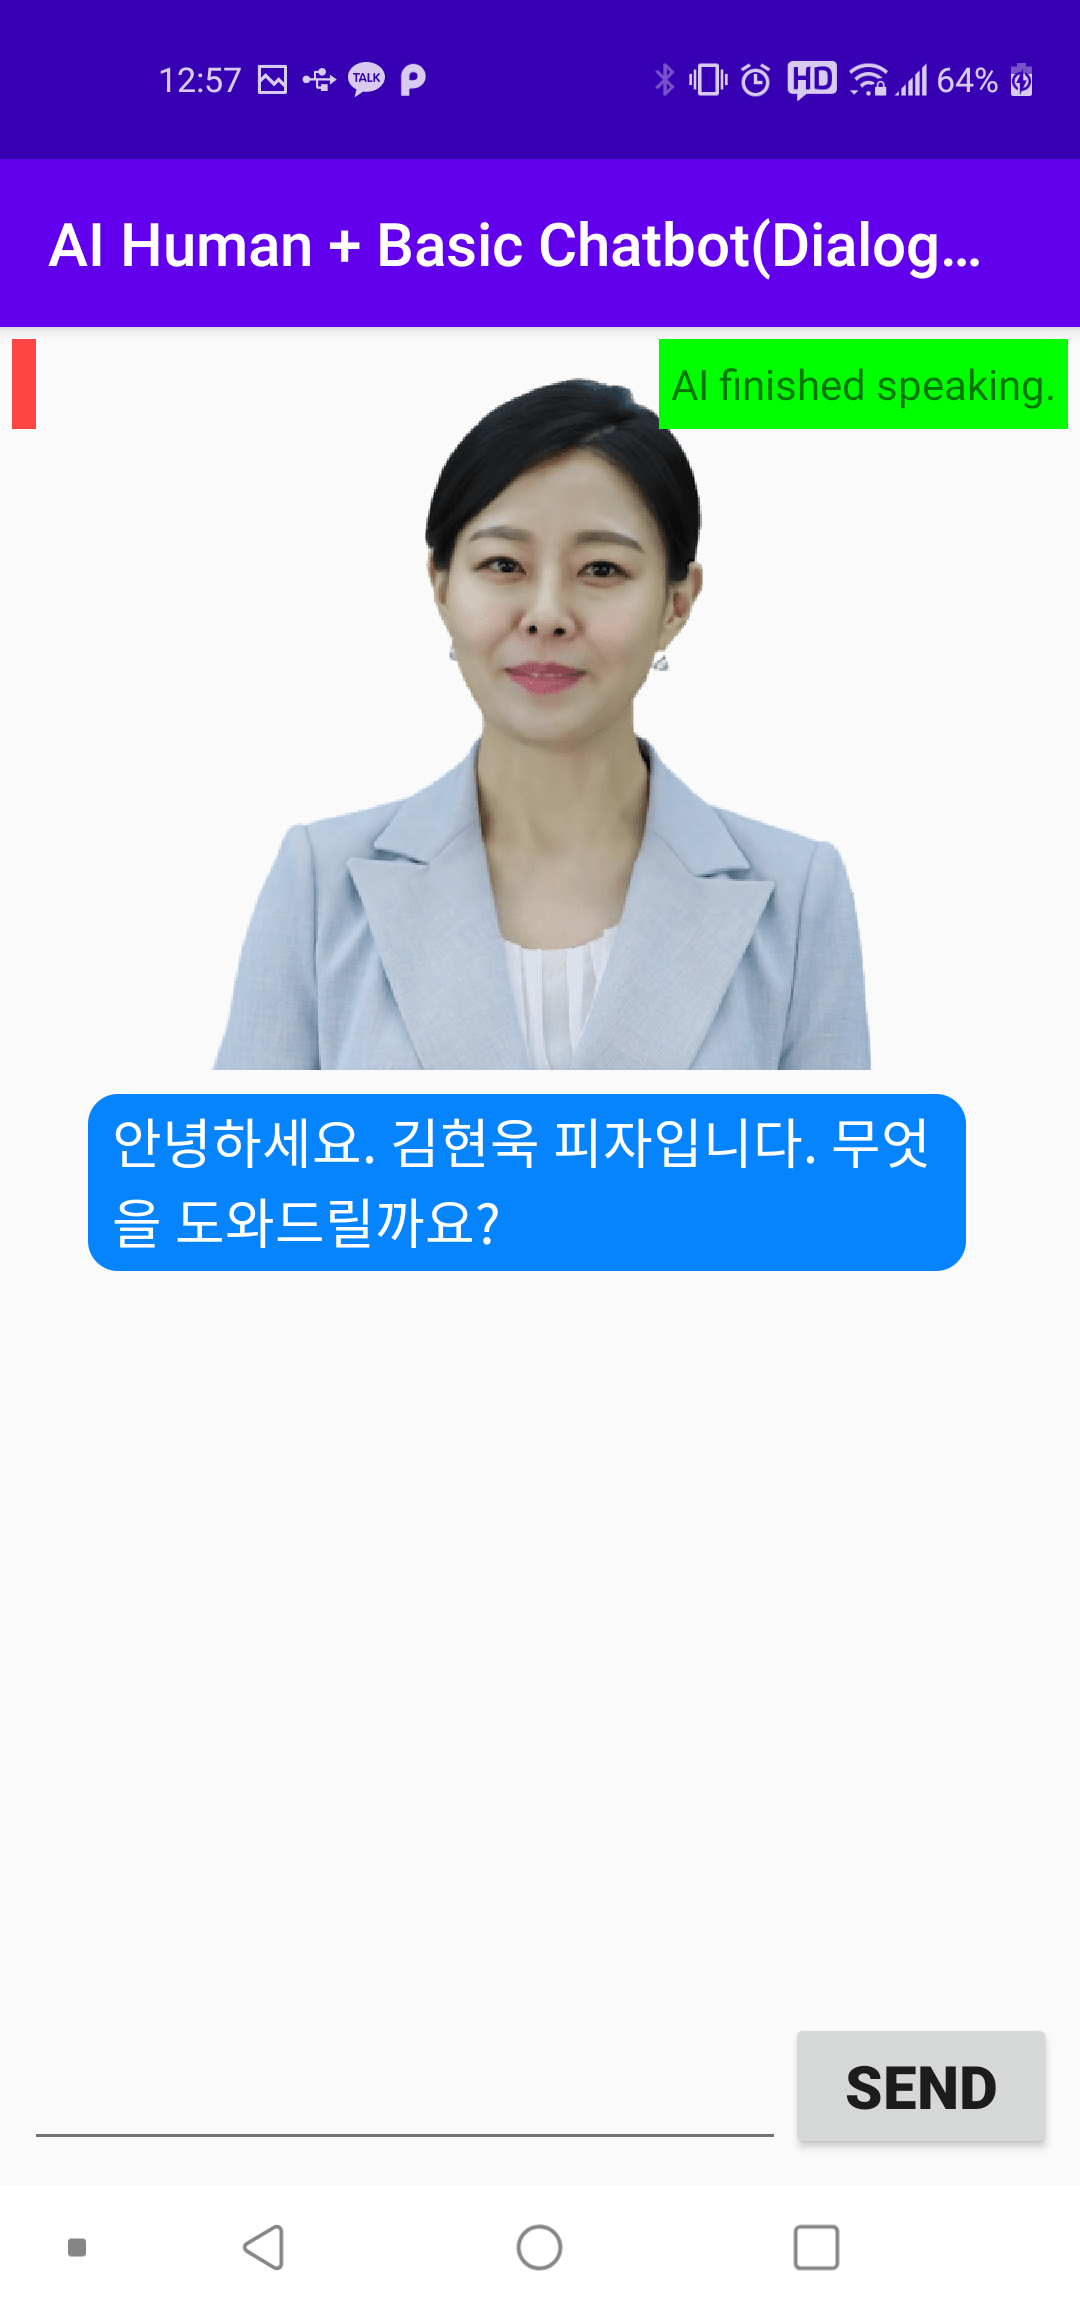 12:57 TALK HD 64%
AI Human + Basic Chatbot(Dialog...
AI finished speaking.
안녕하세요. 김현욱 피자입니다. 무엇
을 도와드릴까요?
SEND